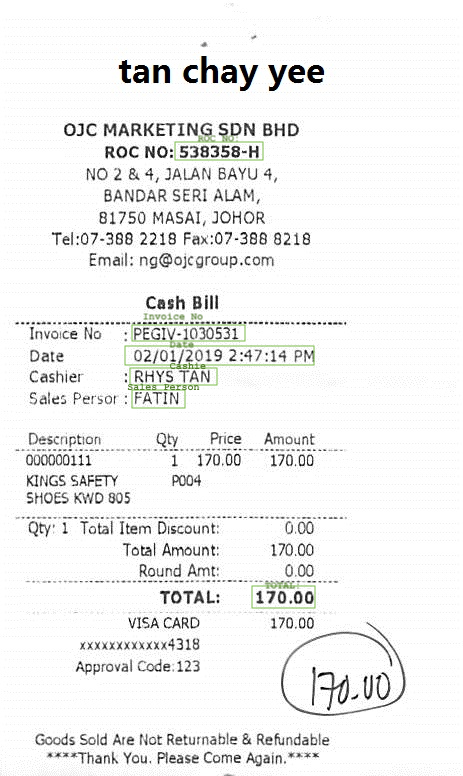 tan chay yee
OJC MARKETING SDN BHD
ROC NO:
ROC NO: 538358-H
NO 2 & 4, JALAN BAYU 4,
BANDAR SERI ALAM,
81750 MASAI, JOHOR
Tel:07-388 2218 Fax:07-388 8218
Email: ng@ojcgroup.com
Cash Bill
Invoice No
Invoice No : PEGIV-1030531
Date
Date 02/01/2019 2:47:14 PM
Cashie
Cashier : RHYS TAN
Sales Person
Sales Persor : FATIN
Description Qty Price Amount
000000111 1 170.00 170.00
KINGS SAFETY P004
SHOES KWD 805
Qty: 1 Total Item Discount: 0.00
Total Amount: 170.00
Round Amt: 0.00
TOTAL:
TOTAL: 170.00
VISA CARD 170.00
xxxxxxxxxxxx4318
Approval Code:123
170.00
Goods Sold Are Not Returnable & Refundable
****Thank You. Please Come Again.****